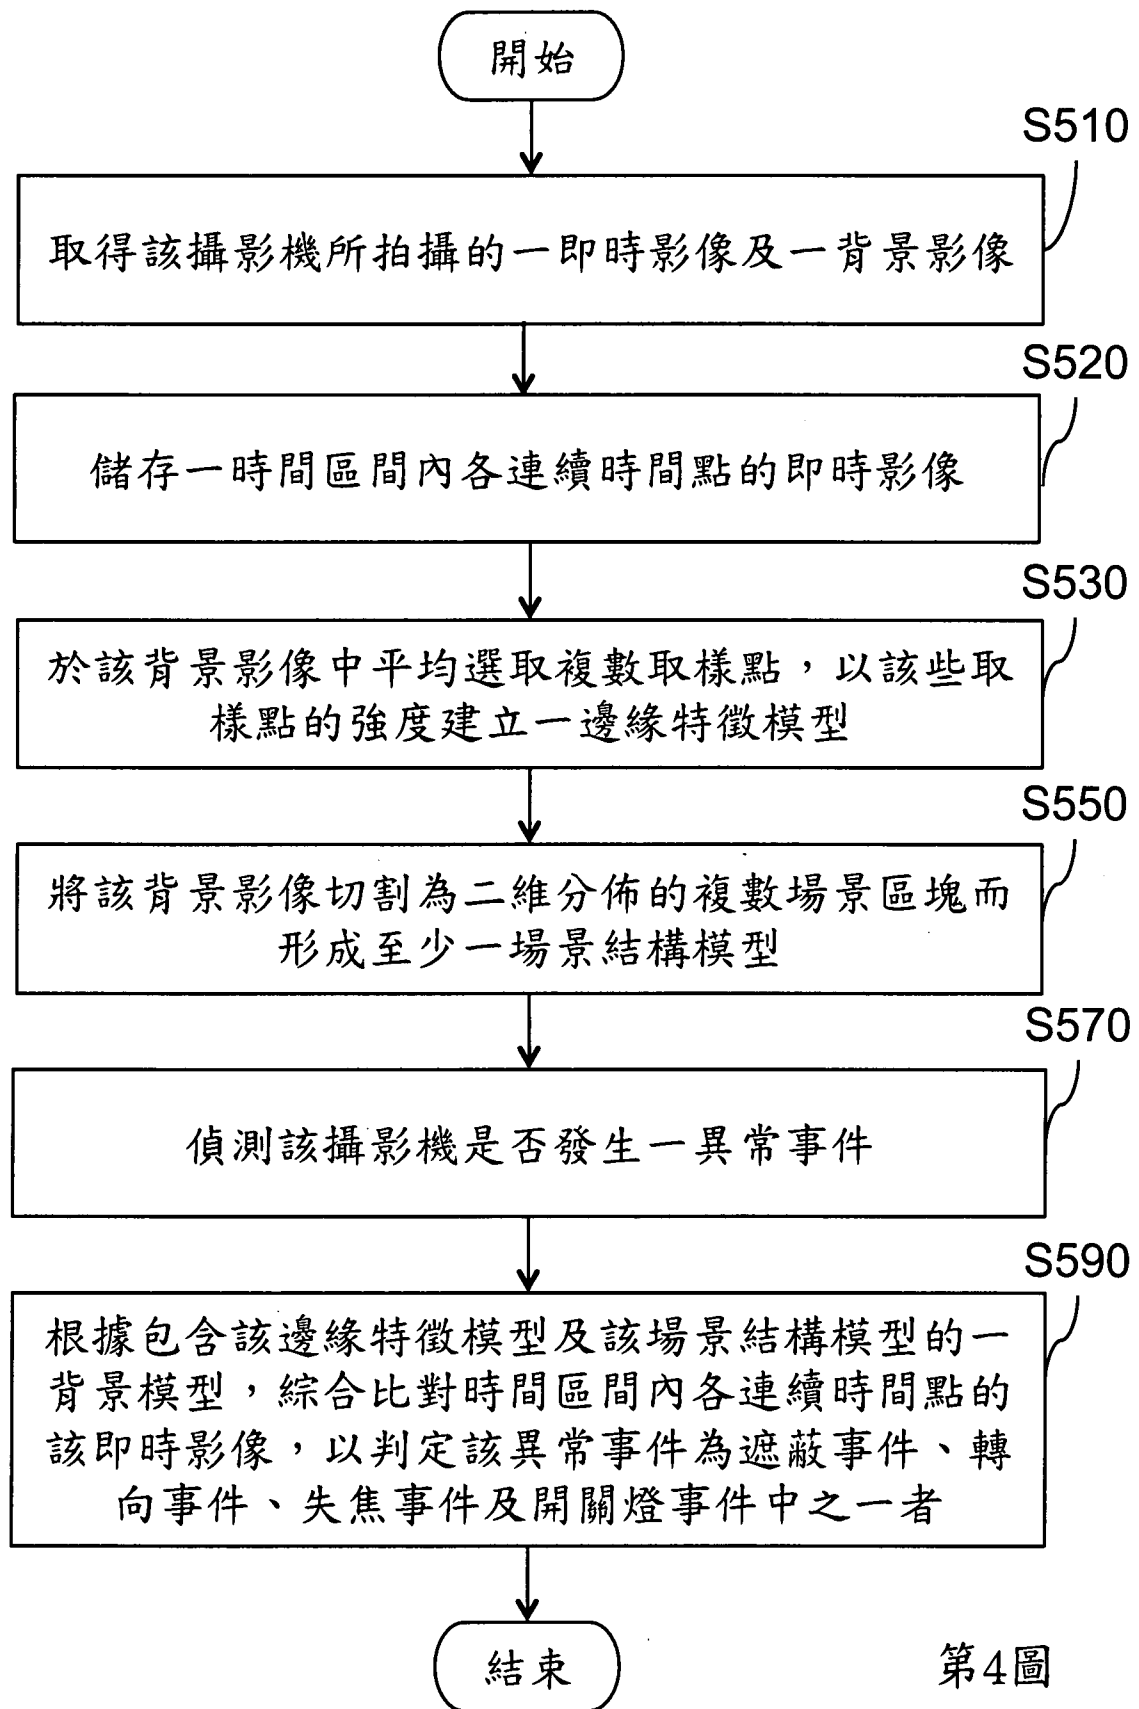 開始
S510
取得該攝影機所拍攝的一即時影像及一背景影像
S520
儲存一時間區間內各連續時間點的即時影像
S530
於該背景影像中平均選取複數取樣點，以該些取
樣點的強度建立一邊緣特徵模型
S550
將該背景影像切割為二維分佈的複數場景區塊而
形成至少一場景結構模型
S570
偵測該攝影機是否發生一異常事件
S590
根據包含該邊緣特徵模型及該場景結構模型的一
背景模型，綜合比對時間區間內各連續時間點的
該即時影像，以判定該異常事件為遮蔽事件、轉
向事件、失焦事件及開關燈事件中之一者
結束
第4圖